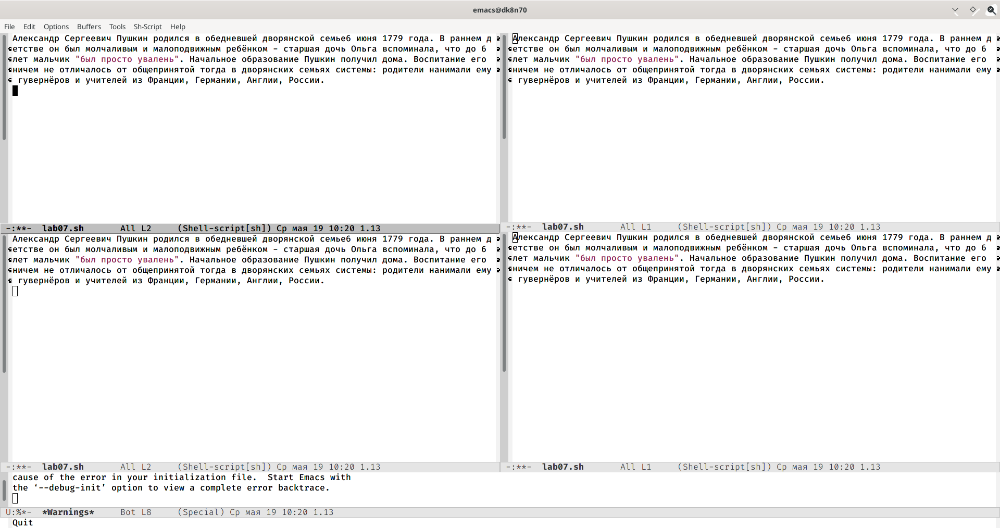 emacs@dk8n70
File Edit Options Buffers Tools Sh-Script Help
Александр Сергеевич Пушкин родился в обедневшей дворянской семье6 июня 1779 года. В раннем д
етстве он был молчаливым и малоподвижным ребёнком - старшая дочь Ольга вспоминала, что до 6
лет мальчик "был просто увалень". Начальное образование Пушкин получил дома. Воспитание его
ничем не отличалось от общепринятой тогда в дворянских семьях системы: родители нанимали ему
гувернёров и учителей из Франции, Германии, Англии, России.
-:**- lab07.sh All L2 (Shell-script[sh]) Ср мая 19 10:20 1.13
Александр Сергеевич Пушкин родился в обедневшей дворянской семье6 июня 1779 года. В раннем д
етстве он был молчаливым и малоподвижным ребёнком - старшая дочь Ольга вспоминала, что до 6
лет мальчик "был просто увалень". Начальное образование Пушкин получил дома. Воспитание его
ничем не отличалось от общепринятой тогда в дворянских семьях системы: родители нанимали ему
гувернёров и учителей из Франции, Германии, Англии, России.
-:**- lab07.sh All L1 (Shell-script[sh]) Ср мая 19 10:20 1.13
Александр Сергеевич Пушкин родился в обедневшей дворянской семье6 июня 1779 года. В раннем д
етстве он был молчаливым и малоподвижным ребёнком - старшая дочь Ольга вспоминала, что до 6
лет мальчик "был просто увалень". Начальное образование Пушкин получил дома. Воспитание его
ничем не отличалось от общепринятой тогда в дворянских семьях системы: родители нанимали ему
гувернёров и учителей из Франции, Германии, Англии, России.
-:**- lab07.sh All L2 (Shell-script[sh]) Ср мая 19 10:20 1.13
Александр Сергеевич Пушкин родился в обедневшей дворянской семье6 июня 1779 года. В раннем д
етстве он был молчаливым и малоподвижным ребёнком - старшая дочь Ольга вспоминала, что до 6
лет мальчик "был просто увалень". Начальное образование Пушкин получил дома. Воспитание его
ничем не отличалось от общепринятой тогда в дворянских семьях системы: родители нанимали ему
гувернёров и учителей из Франции, Германии, Англии, России.
-:**- lab07.sh All L1 (Shell-script[sh]) Ср мая 19 10:20 1.13
cause of the error in your initialization file.  Start Emacs with
the ‘--debug-init’ option to view a complete error backtrace.
U:%*- *Warnings* Bot L8 (Special) Ср мая 19 10:20 1.13
Quit